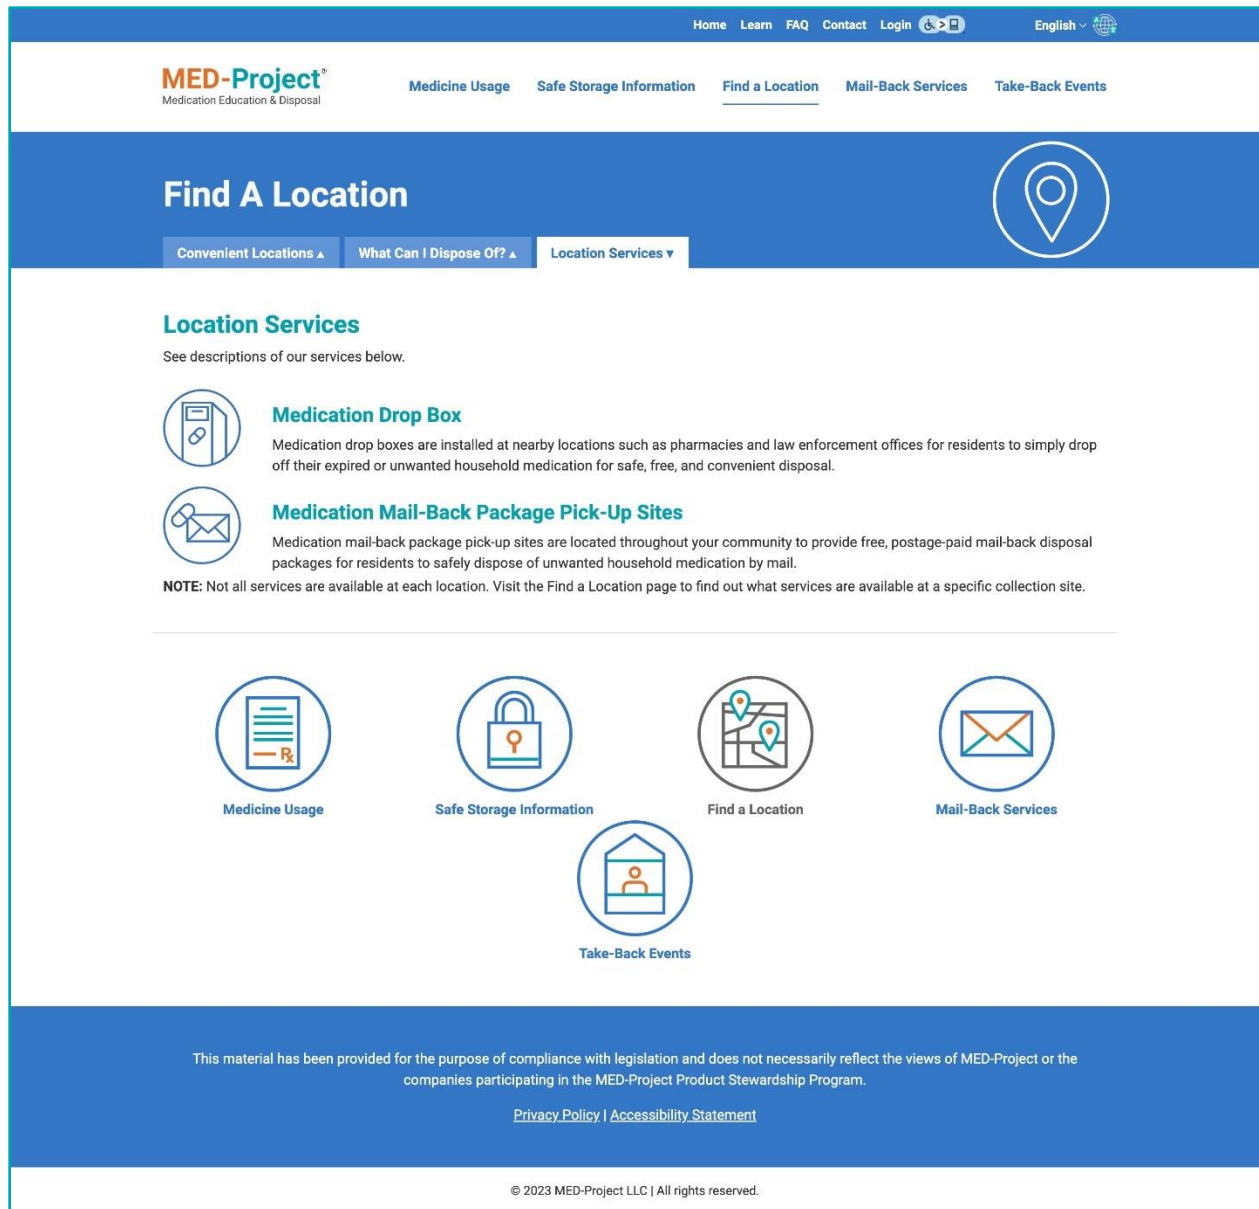 Home Learn FAQ Contact Login English
MED-Project®
Medication Education & Disposal
Medicine Usage Safe Storage Information Find a Location Mail-Back Services Take-Back Events
Find A Location
Convenient Locations ▴ What Can I Dispose Of? ▴ Location Services ▾
Location Services
See descriptions of our services below.
Medication Drop Box
Medication drop boxes are installed at nearby locations such as pharmacies and law enforcement offices for residents to simply drop
off their expired or unwanted household medication for safe, free, and convenient disposal.
Medication Mail-Back Package Pick-Up Sites
Medication mail-back package pick-up sites are located throughout your community to provide free, postage-paid mail-back disposal
packages for residents to safely dispose of unwanted household medication by mail.
NOTE: Not all services are available at each location. Visit the Find a Location page to find out what services are available at a specific collection site.
Rx
Medicine Usage Safe Storage Information Find a Location Mail-Back Services
Take-Back Events
This material has been provided for the purpose of compliance with legislation and does not necessarily reflect the views of MED-Project or the
companies participating in the MED-Project Product Stewardship Program.
Privacy Policy | Accessibility Statement
© 2023 MED-Project LLC | All rights reserved.